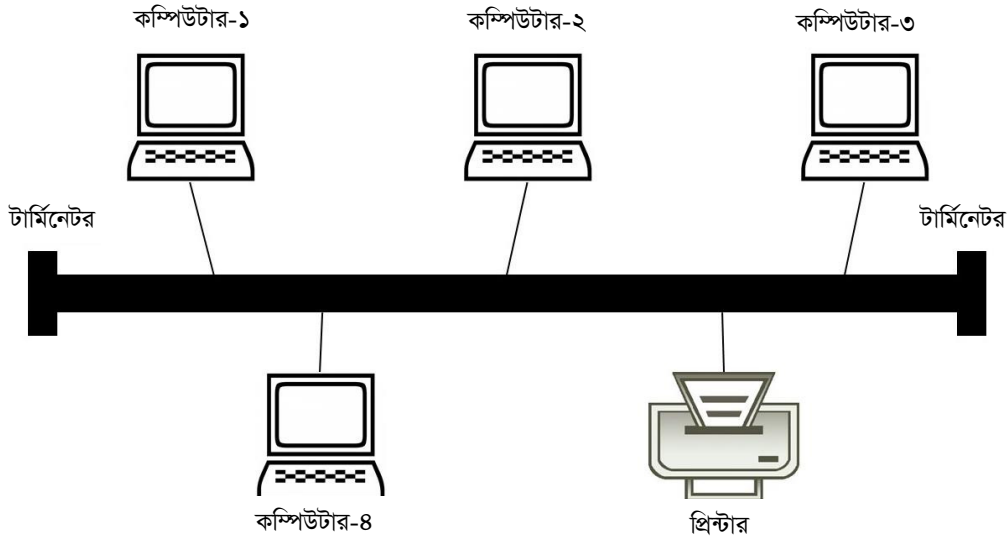 কম্পিউটার-১ কম্পিউটার-২ কম্পিউটার-৩
টার্মিনেটর টার্মিনেটর
কম্পিউটার-৪ প্রিন্টার